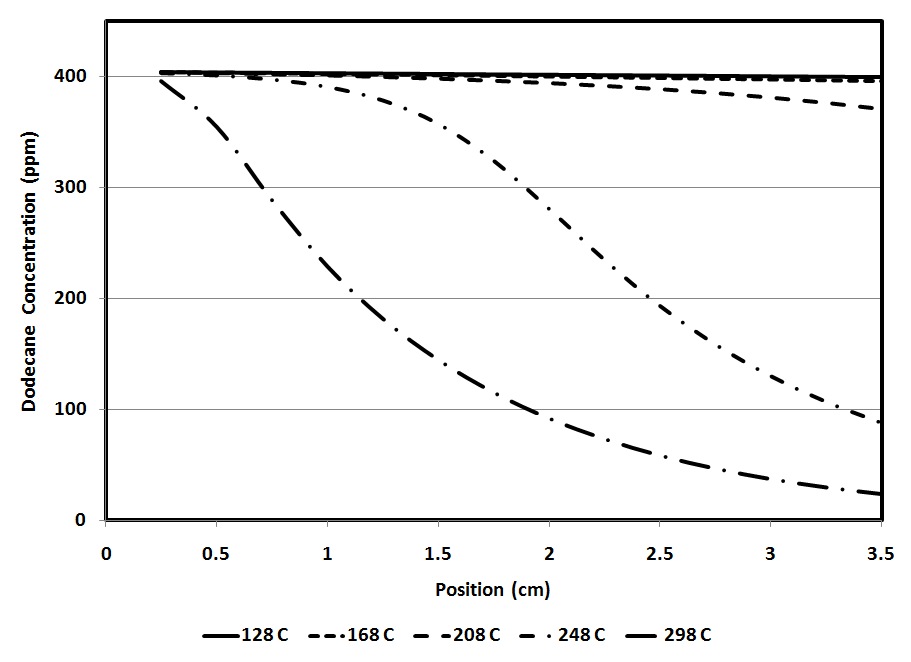 Dodecane Concentration (ppm)
400
300
200
100
0
0 0.5 1 1.5 2 2.5 3 3.5
Position (cm)
128 C 168 C 208 C 248 C 298 C